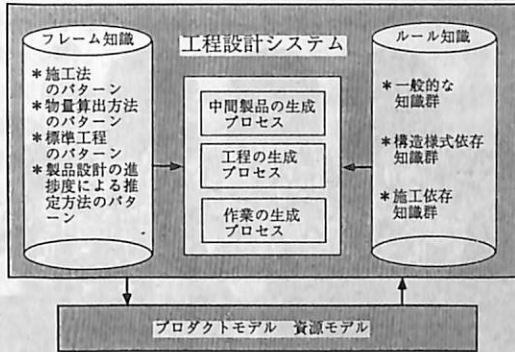 フレーム知識
＊施工法
のパターン
＊物量算出方法
のパターン
＊標準工程
のパターン
＊製品設計の進
捗度による推
定方法のパタ
ーン
工程設計システム
中間製品の生成
プロセス
工程の生成
プロセス
作業の生成
プロセス
ルール知識
＊一般的な
知識群
＊構造様式依存
知識群
＊施工依存
知識群
プロダクトモデル　資源モデル